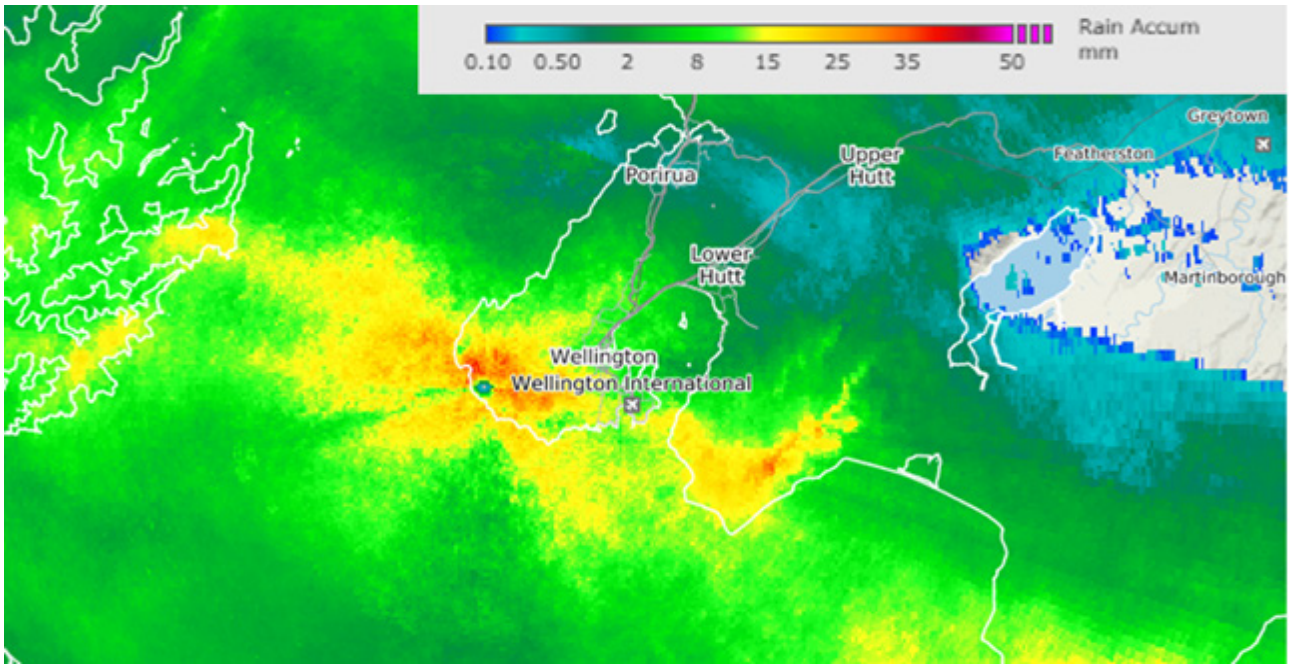 Rain Accum
mm
0.10 0.50 2 8 15 25 35 50
Greytown
Featherston
Upper
Hutt
Porirua
Lower
Hutt
Martinborough
Wellington
Wellington International